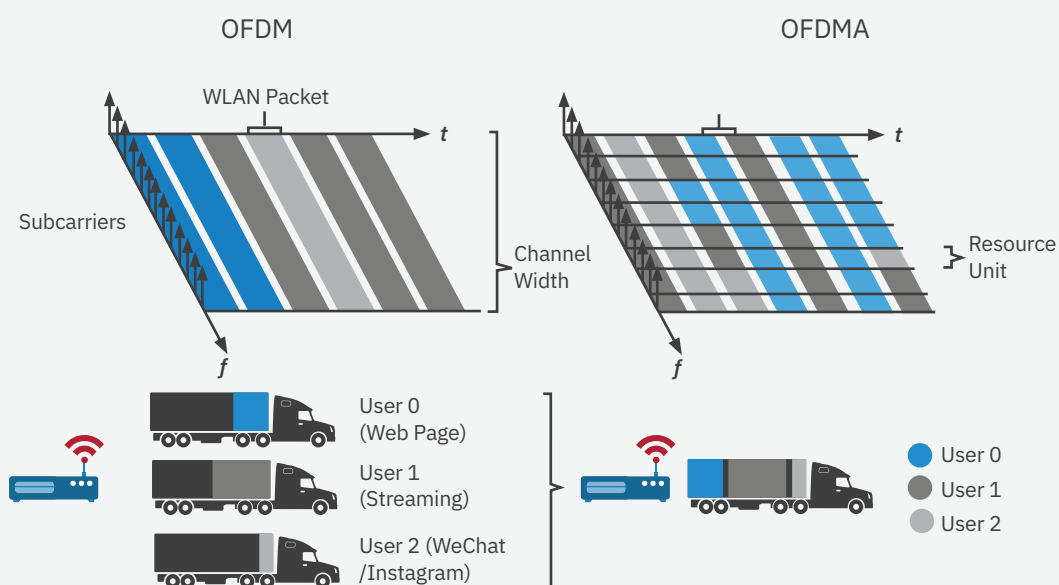 OFDM
OFDMA
WLAN Packet
t
t
Subcarriers
Channel
Width
Resource
Unit
f
f
User 0
(Web Page)
User 1
(Streaming)
User 2 (WeChat
/Instagram)
User 0
User 1
User 2